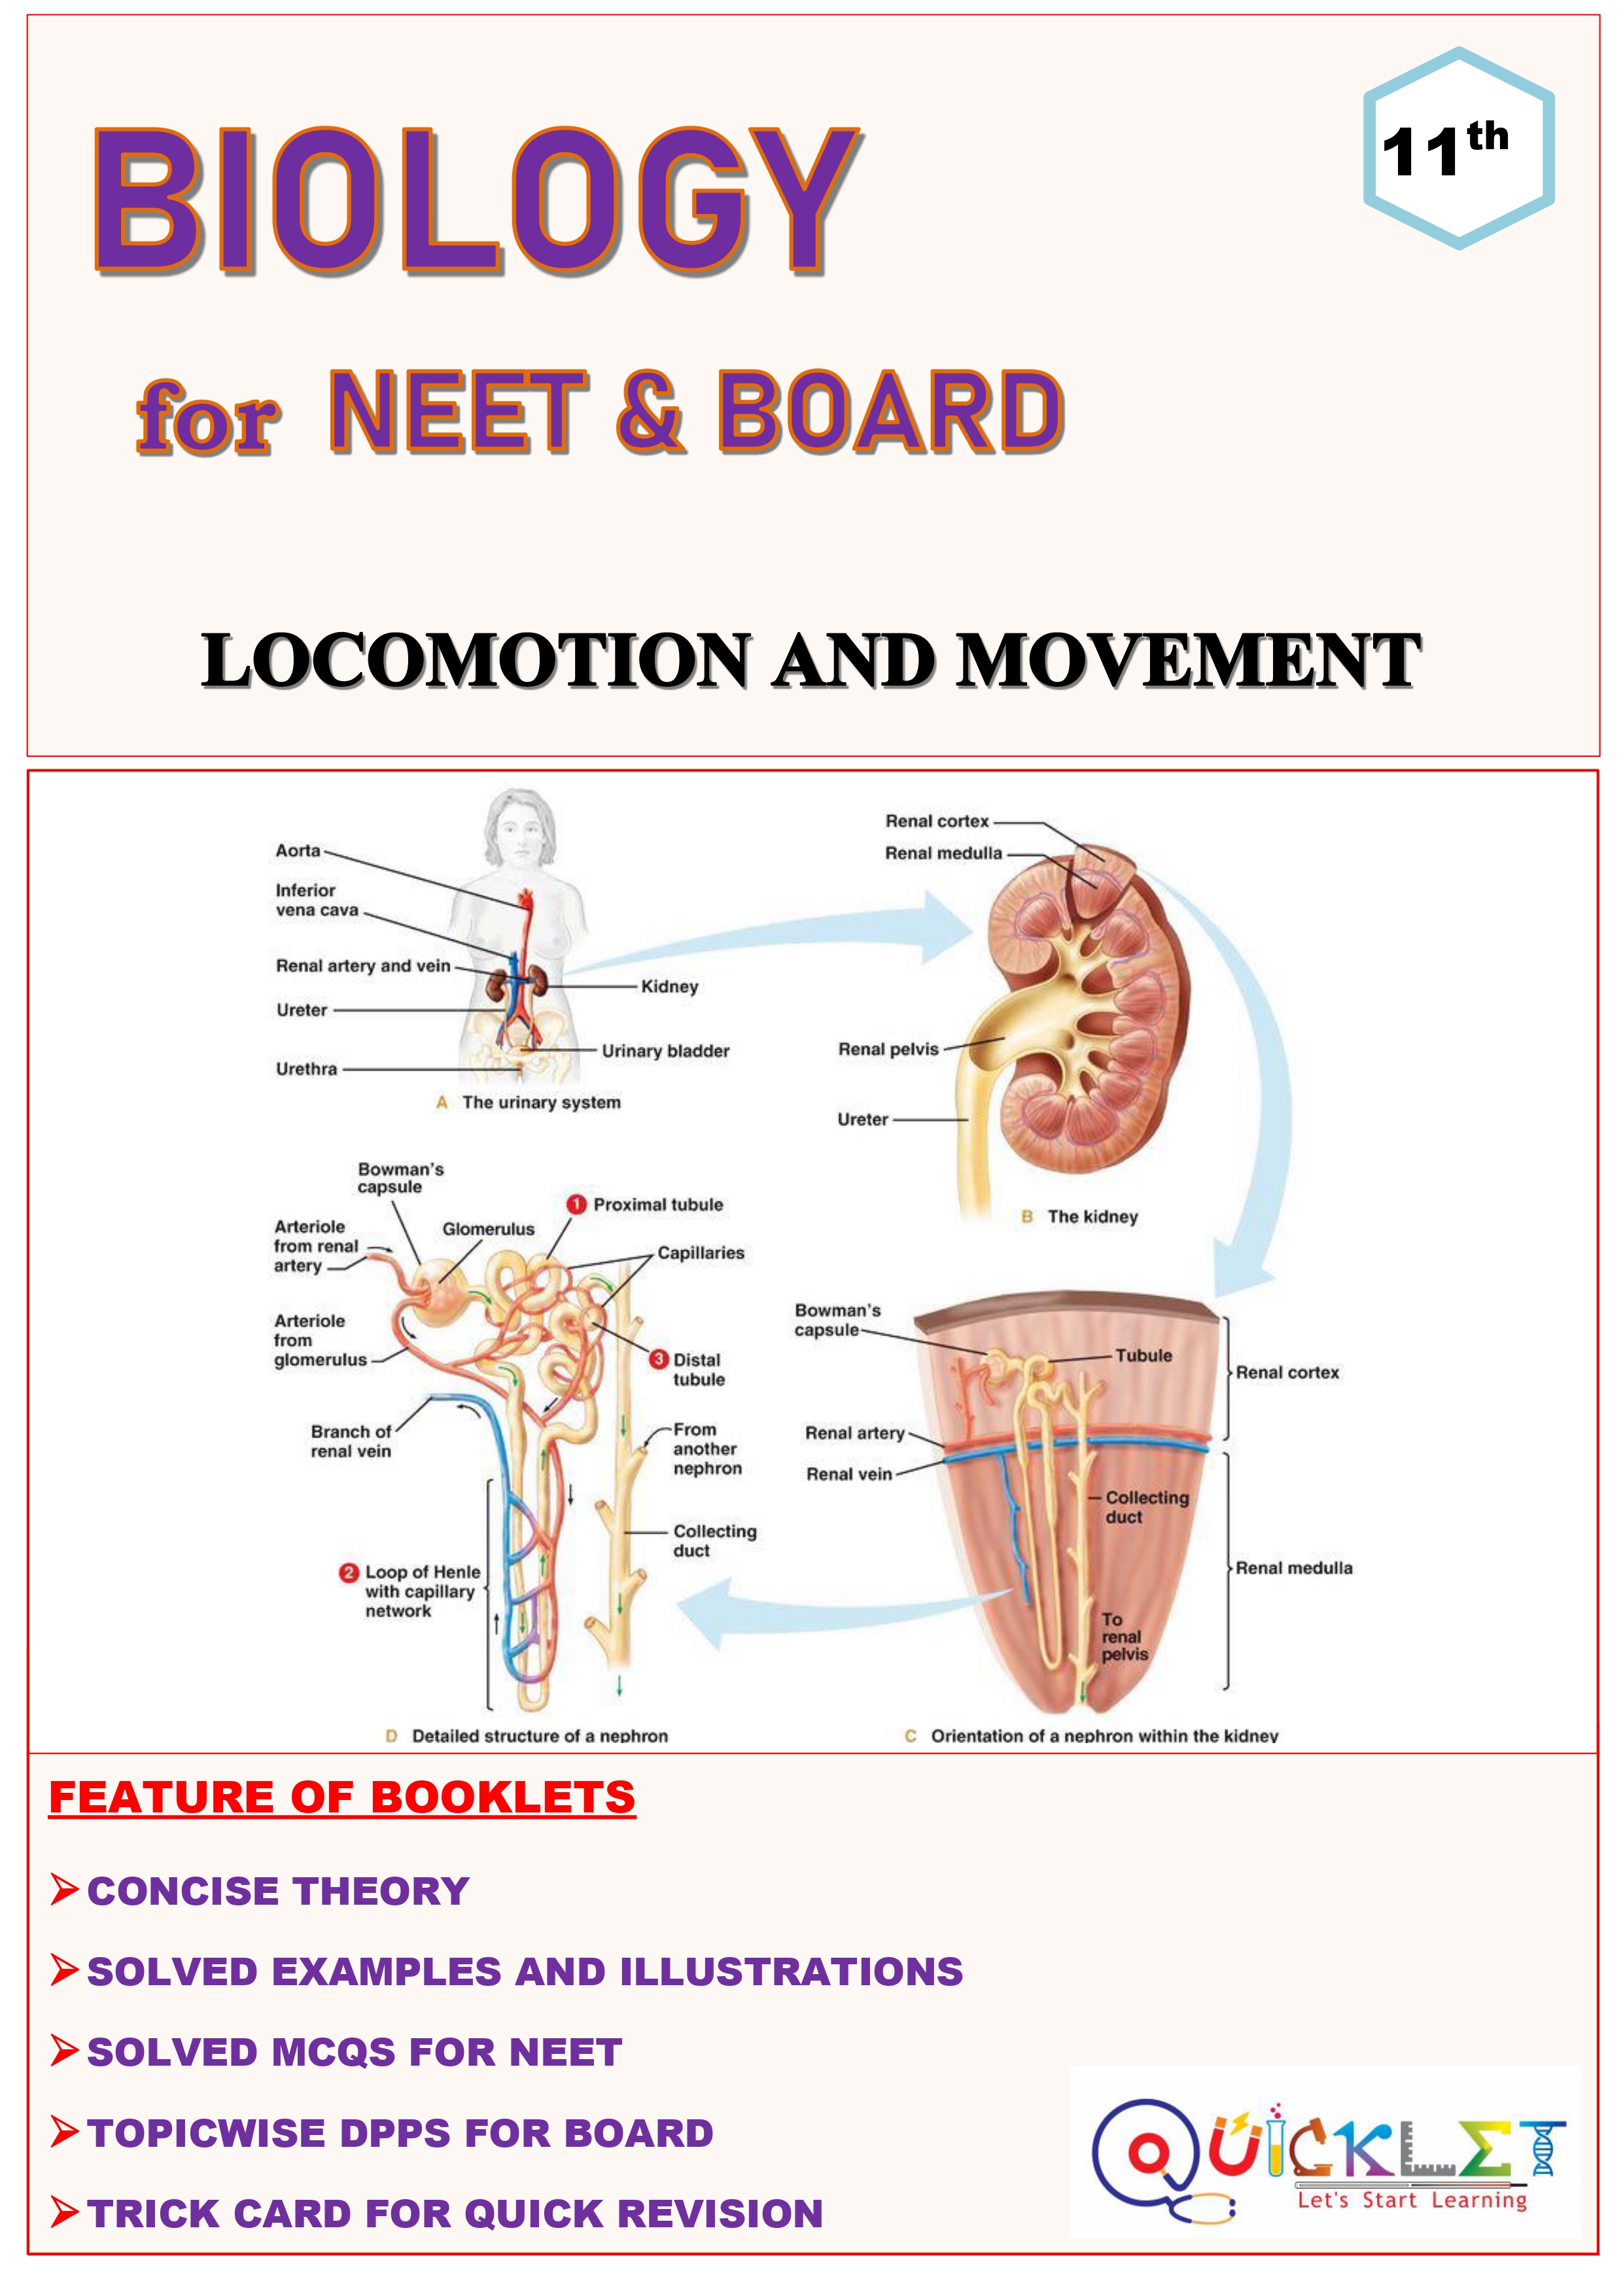 11th
BIOLOGY
for NEET & BOARD
LOCOMOTION AND MOVEMENT
Aorta
Inferior
vena cava
Renal artery and vein
Ureter
Urethra
Kidney
Urinary bladder
A The urinary system
Renal cortex
Renal medulla
Renal pelvis
Ureter
B The kidney
Bowman's
capsule
Arteriole
from renal
artery
Glomerulus
1 Proximal tubule
Capillaries
Arteriole
from
glomerulus
3 Distal
tubule
Branch of
renal vein
From
another
nephron
Collecting
duct
2 Loop of Henle
with capillary
network
D Detailed structure of a nephron
Bowman's
capsule
Tubule
Renal cortex
Renal artery
Renal vein
Collecting
duct
Renal medulla
To
renal
pelvis
C Orientation of a nephron within the kidney
FEATURE OF BOOKLETS
CONCISE THEORY
SOLVED EXAMPLES AND ILLUSTRATIONS
SOLVED MCQS FOR NEET
TOPICWISE DPPS FOR BOARD
TRICK CARD FOR QUICK REVISION
QUICKLET
Let's Start Learning